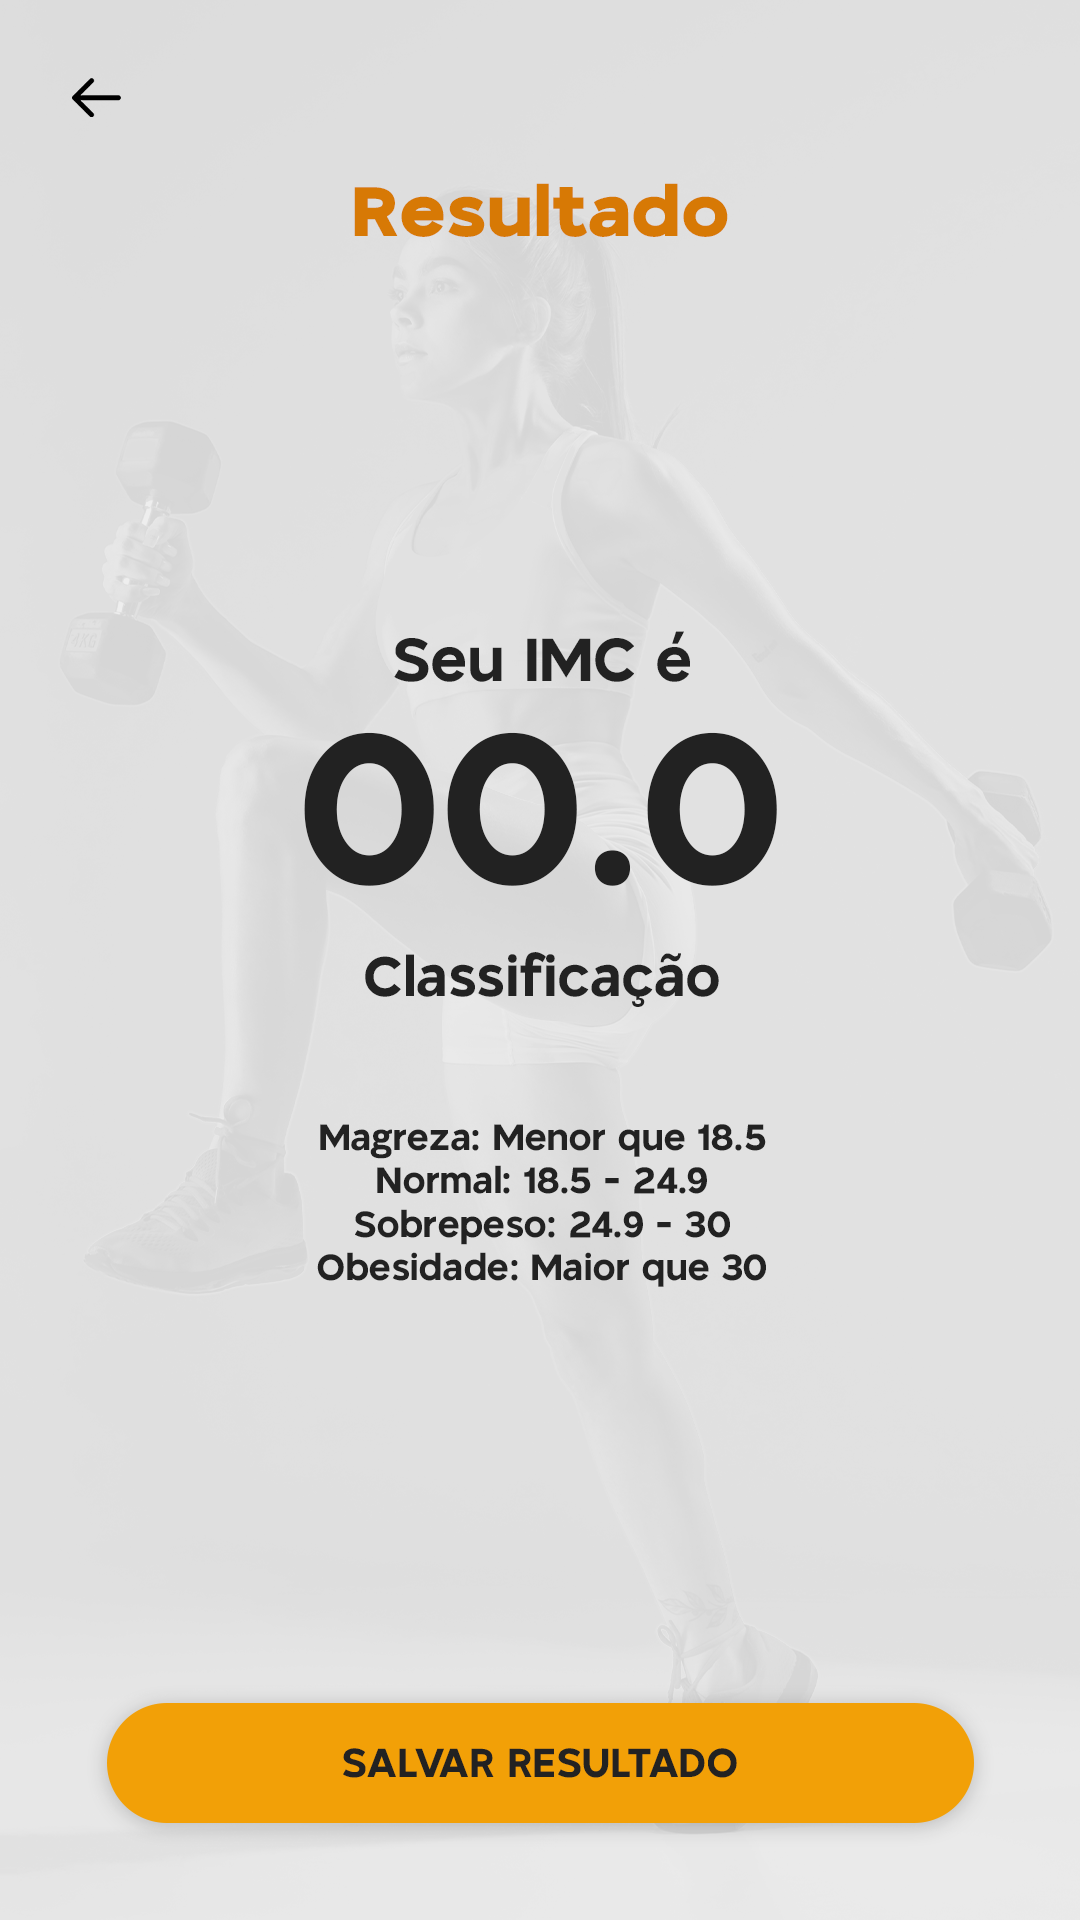 Resultado
Seu IMC é
00.0
Classificação
Magreza: Menor que 18.5
Normal: 18.5 - 24.9
Sobrepeso: 24.9 - 30
Obesidade: Maior que 30
SALVAR RESULTADO